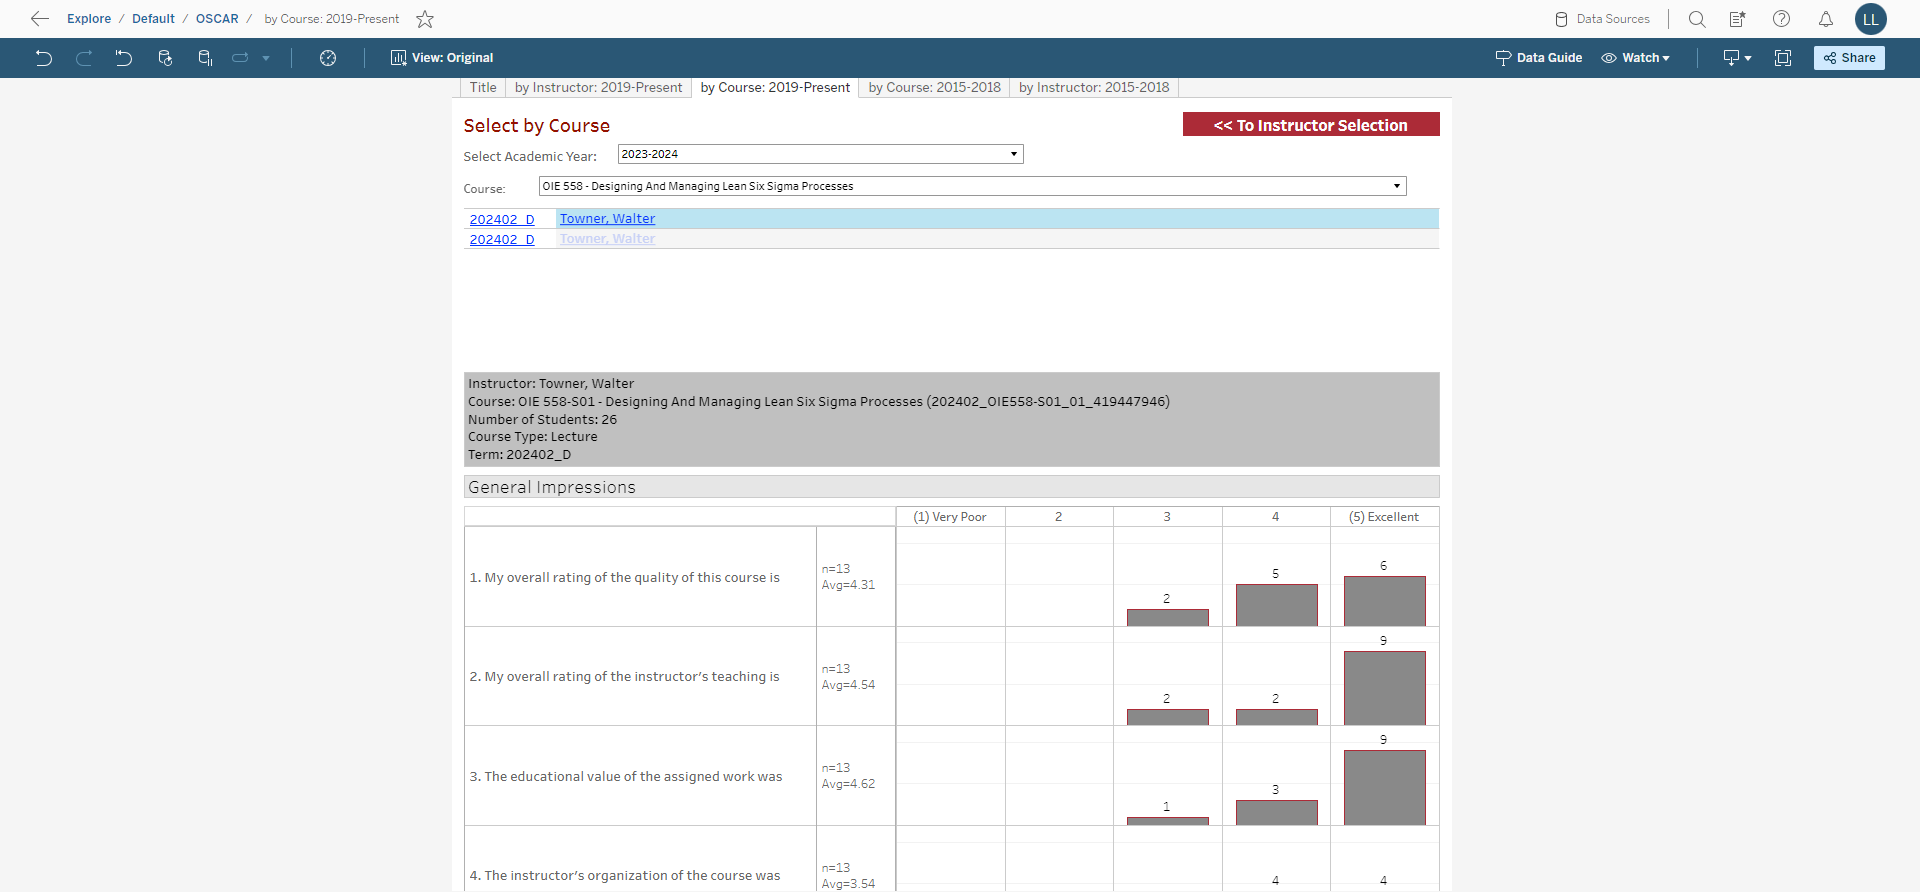 Explore / Default / OSCAR / by Course: 2019-Present
Data Sources
LL
View: Original
Data Guide
Watch
Share
Title
by Instructor: 2019-Present
by Course: 2019-Present
by Course: 2015-2018
by Instructor: 2015-2018
Select by Course
<< To Instructor Selection
Select Academic Year:
2023-2024
Course:
OIE 558 - Designing And Managing Lean Six Sigma Processes
202402_D Towner, Walter
202402_D Towner, Walter
Instructor: Towner, Walter
Course: OIE 558-S01 - Designing And Managing Lean Six Sigma Processes (202402_OIE558-S01_01_419447946)
Number of Students: 26
Course Type: Lecture
Term: 202402_D
General Impressions
(1) Very Poor 2 3 4 (5) Excellent
1. My overall rating of the quality of this course is
n=13
Avg=4.31
2 5 6
2. My overall rating of the instructor's teaching is
n=13
Avg=4.54
2 2 9
3. The educational value of the assigned work was
n=13
Avg=4.62
1 3 9
4. The instructor's organization of the course was
n=13
Avg=3.54
4 4